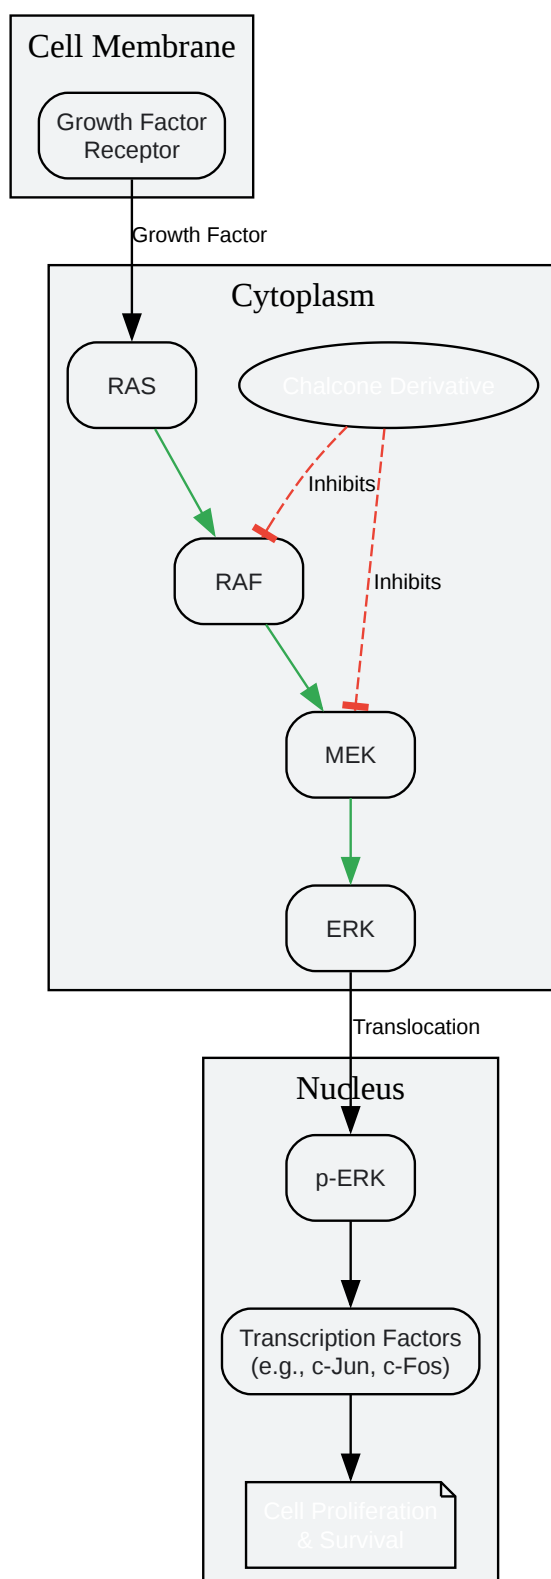 Cell Membrane
Growth Factor
Receptor
Growth Factor
Cytoplasm
RAS
Chalcone Derivative
Inhibits
RAF
Inhibits
MEK
ERK
Translocation
Nucleus
p-ERK
Transcription Factors
(e.g., c-Jun, c-Fos)
Cell Proliferation
& Survival